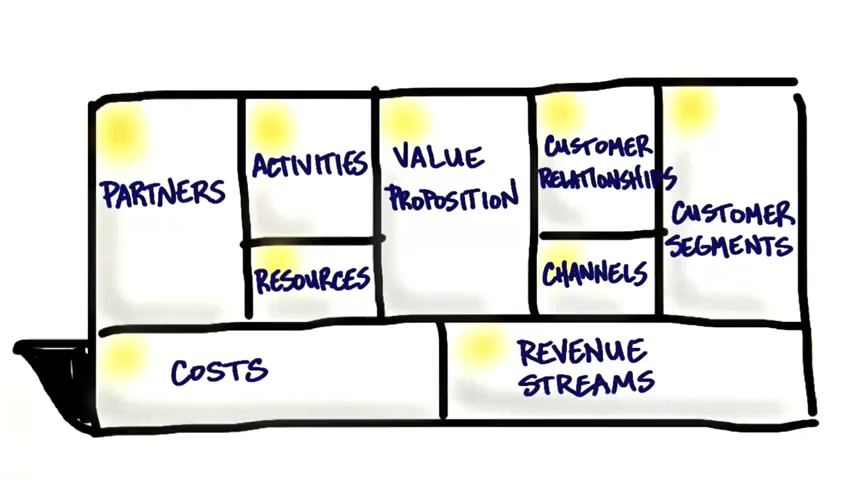 PARTNERS
ACTIVITIES
RESOURCES
VALUE
PROPOSITION
CUSTOMER
RELATIONSHIPS
CHANNELS
CUSTOMER
SEGMENTS
COSTS
REVENUE
STREAMS